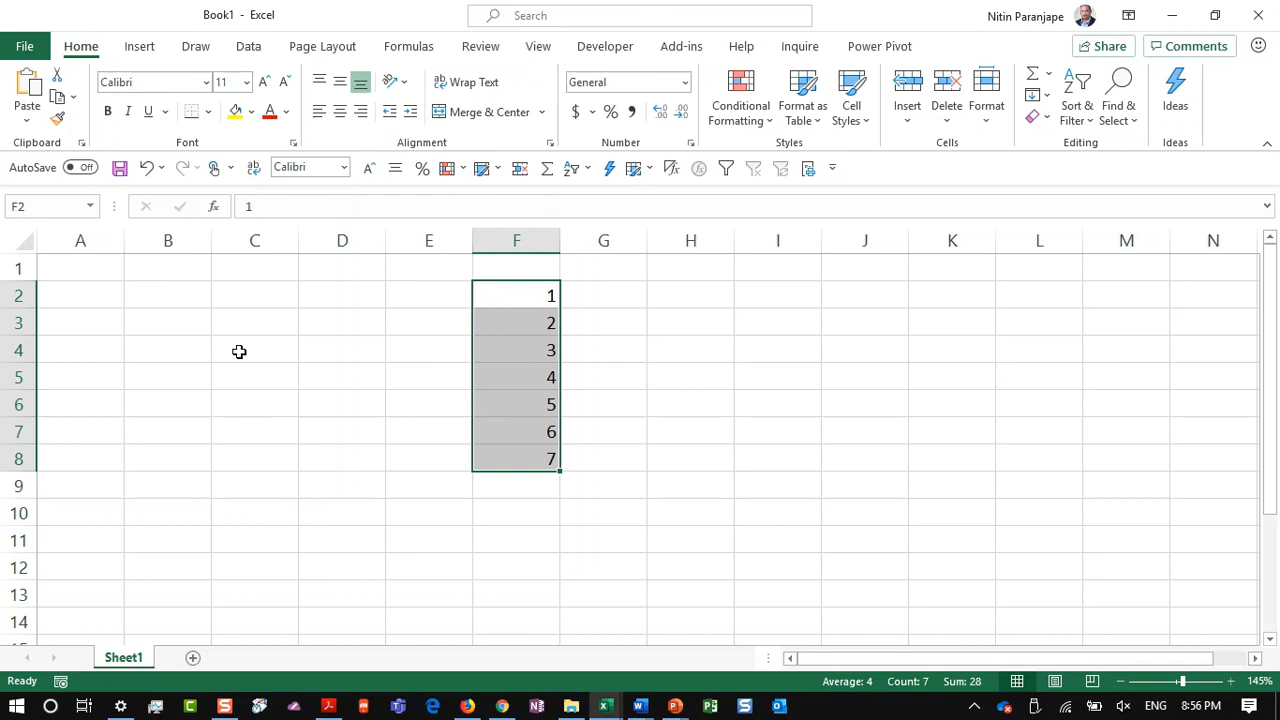 Book1 - Excel
Search
Nitin Paranjape
File Home Insert Draw Data Page Layout Formulas Review View Developer Add-ins Help Inquire Power Pivot Share Comments
Paste
Calibri 11
B I U
Wrap Text
Merge & Center
General
$ % 9
Conditional Formatting
Format as Table
Cell Styles
Insert
Delete
Format
Sort & Filter
Find & Select
Ideas
Clipboard Font Alignment Number Styles Cells Editing Ideas
AutoSave Off Calibri
F2 fx 1
A B C D E F G H I J K L M N
1
2 1
3 2
4 3
5 4
6 5
7 6
8 7
9
10
11
12
13
14
Sheet1
Ready Average: 4 Count: 7 Sum: 28 145%
ENG 8:56 PM